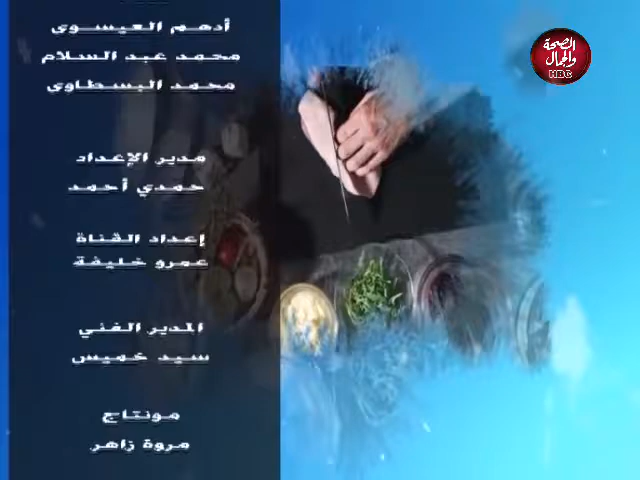 أدهم العيسوى
محمد عبد السلام
محمد البسطاوى
مدير الإعداد
حمدي أحمد
إعداد القناة
عمرو خليفة
المدير الفني
سيد خميس
مونتاج
مروة زاهر
الصحة
والجمال
HBC